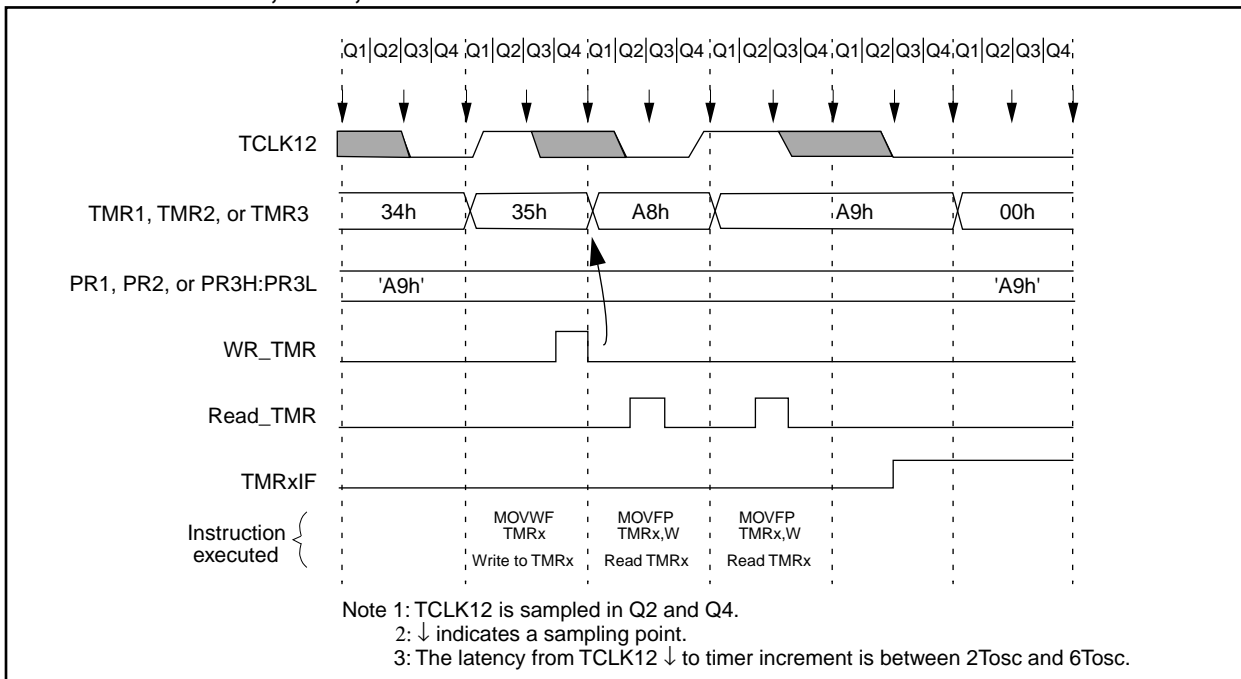 Q1|Q2|Q3|Q4 Q1|Q2|Q3|Q4 Q1|Q2|Q3|Q4 Q1|Q2|Q3|Q4 Q1|Q2|Q3|Q4 Q1|Q2|Q3|Q4
TCLK12
TMR1, TMR2, or TMR3 34h 35h A8h A9h 00h
PR1, PR2, or PR3H:PR3L 'A9h' 'A9h'
WR_TMR
Read_TMR
TMRxIF
Instruction executed
MOVWF TMRx Write to TMRx
MOVFP TMRx,W Read TMRx
MOVFP TMRx,W Read TMRx
Note 1: TCLK12 is sampled in Q2 and Q4.
2: ↓ indicates a sampling point.
3: The latency from TCLK12 ↓ to timer increment is between 2Tosc and 6Tosc.